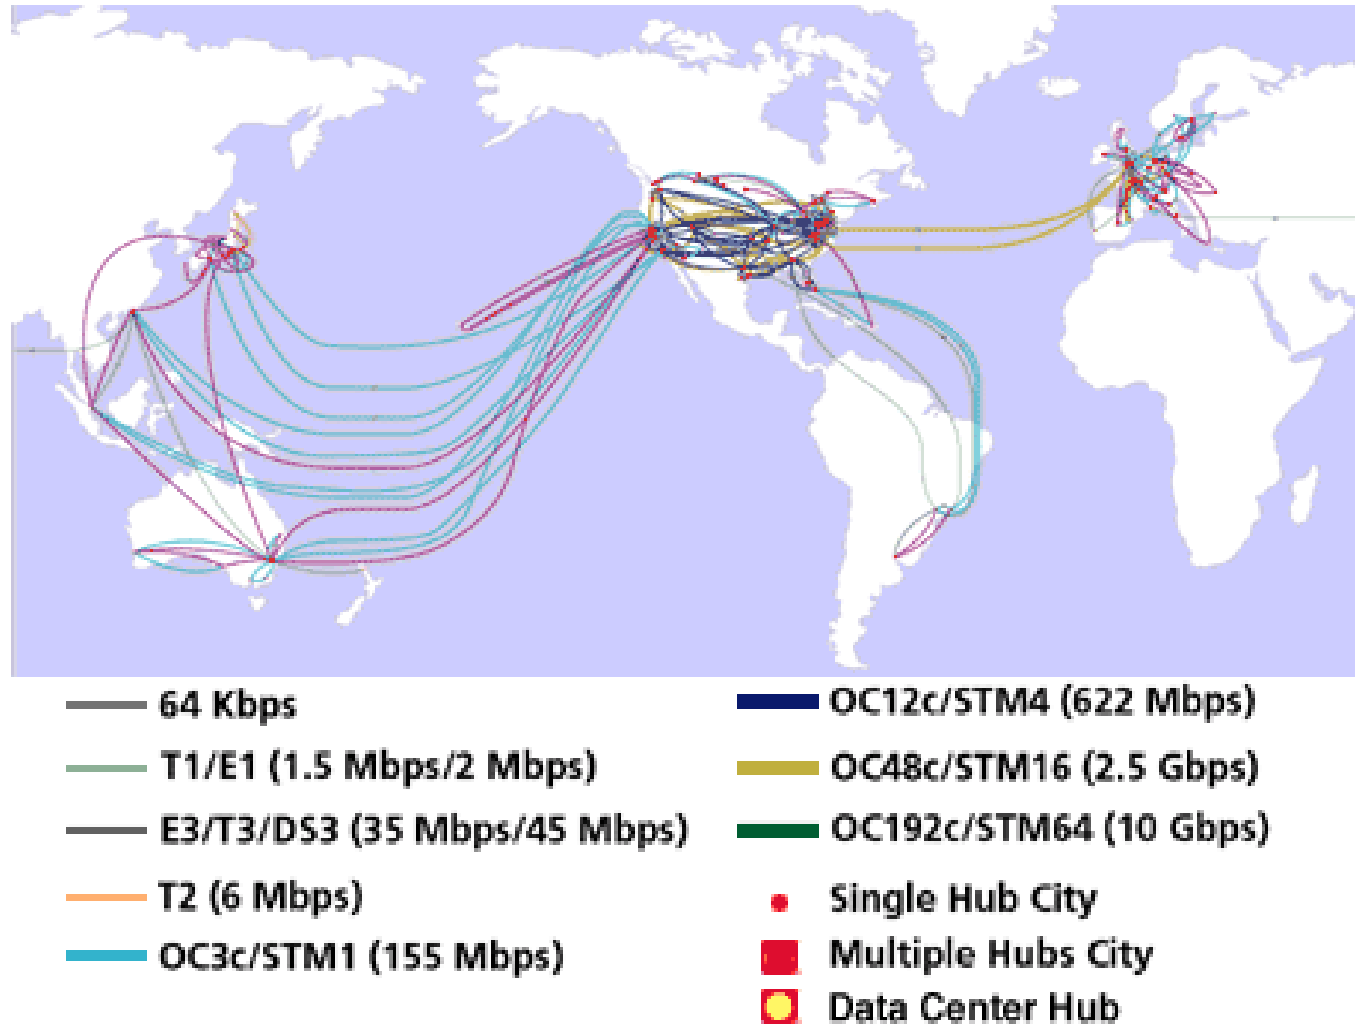 64 Kbps
T1/E1 (1.5 Mbps/2 Mbps)
E3/T3/DS3 (35 Mbps/45 Mbps)
T2 (6 Mbps)
OC3c/STM1 (155 Mbps)
OC12c/STM4 (622 Mbps)
OC48c/STM16 (2.5 Gbps)
OC192c/STM64 (10 Gbps)
Single Hub City
Multiple Hubs City
Data Center Hub